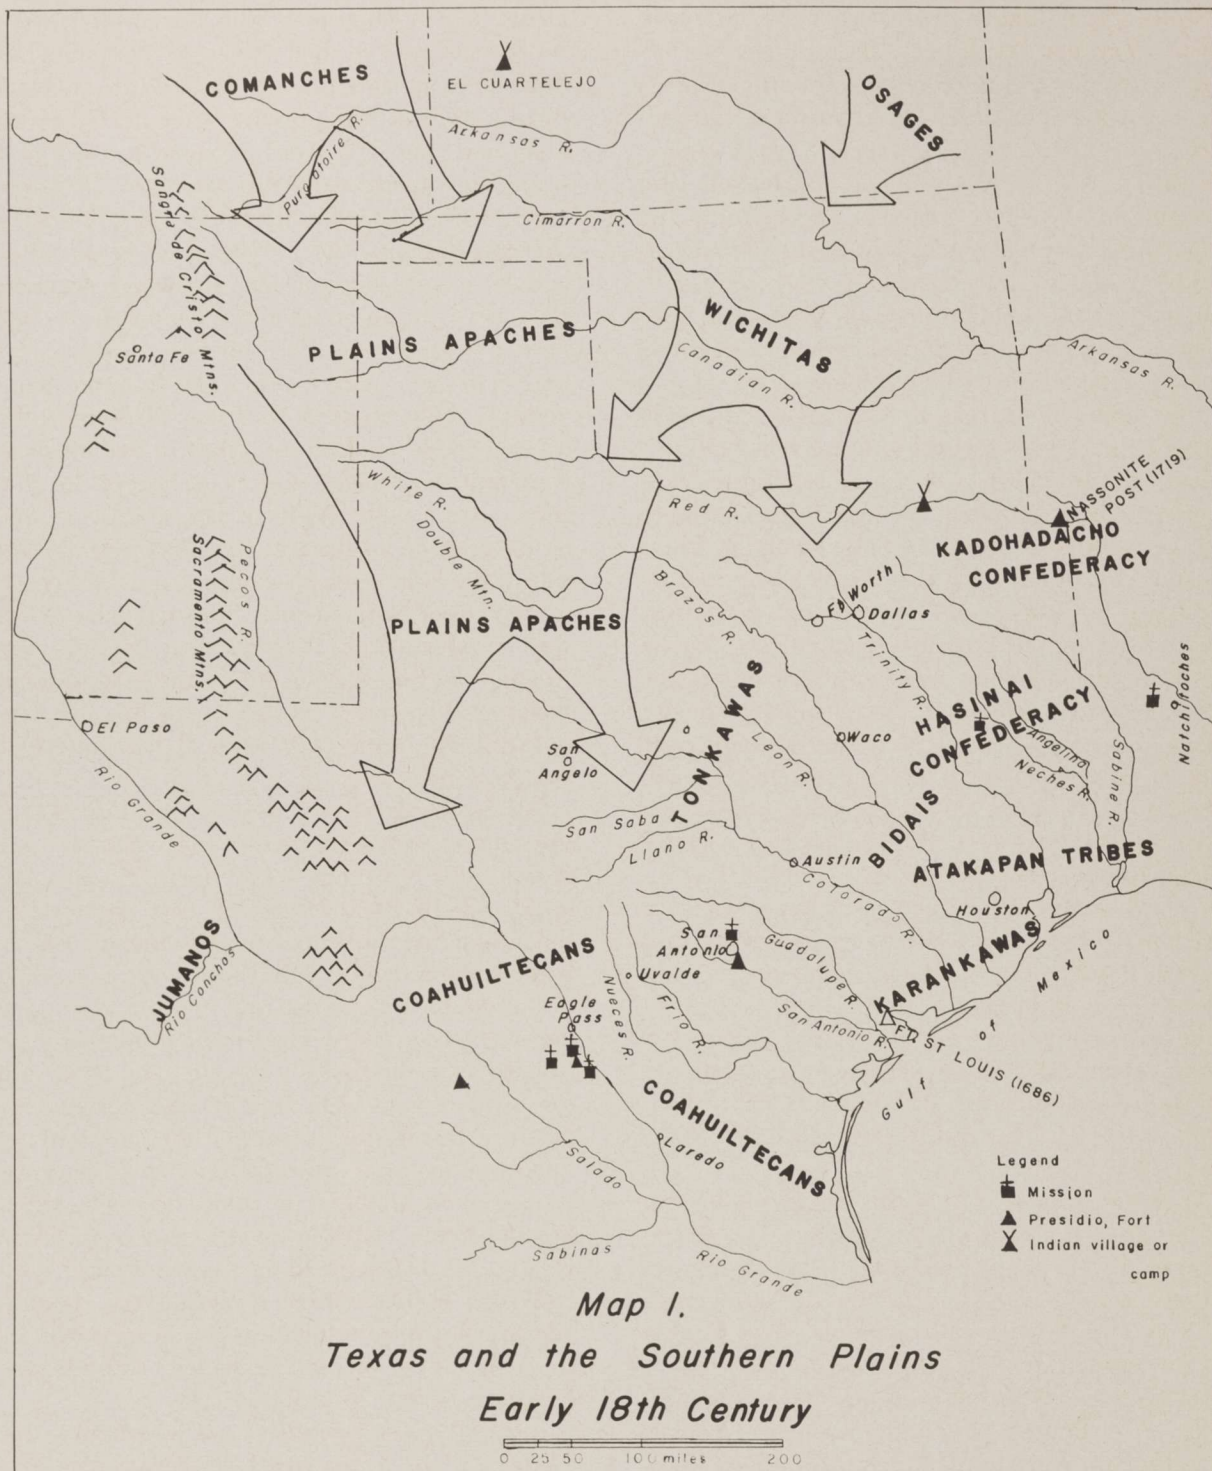 COMANCHES
EL CUARTELEJO
OSAGES
Arkansas R.
Purgatoire R.
Cimarron R.
Sangre de Cristo Mtns.
Santa Fe
PLAINS APACHES
WICHITAS
Canadian R.
Arkansas R.
White R.
Red R.
NASSONITE
POST (1719)
KADOHADACHO
CONFEDERACY
Double Mtn.
Pecos R.
Sacramento Mtns.
PLAINS APACHES
Brazos R.
Ft. Worth
Dallas
Trinity R.
TONKAWAS
HASINAI
CONFEDERACY
Natchitoches
El Paso
Rio Grande
San
Angelo
Leon R.
Waco
Angelina
Neches R.
Sabine R.
San Saba
Llano R.
BIDAIS
Austin
Colorado R.
ATAKAPAN TRIBES
Houston
JUMANOS
Rio Conchos
COAHUILTECANS
San
Antonio
Guadalupe R.
KARANKAWAS
Gulf of Mexico
Uvalde
Eagle
Pass
Nueces R.
Frio R.
San Antonio R.
FT. ST LOUIS (1686)
COAHUILTECANS
Laredo
Salado
Sabinas
Rio Grande
Legend
Mission
Presidio, Fort
Indian village or
camp
Map 1.
Texas and the Southern Plains
Early 18th Century
0 25 50 100 miles 200